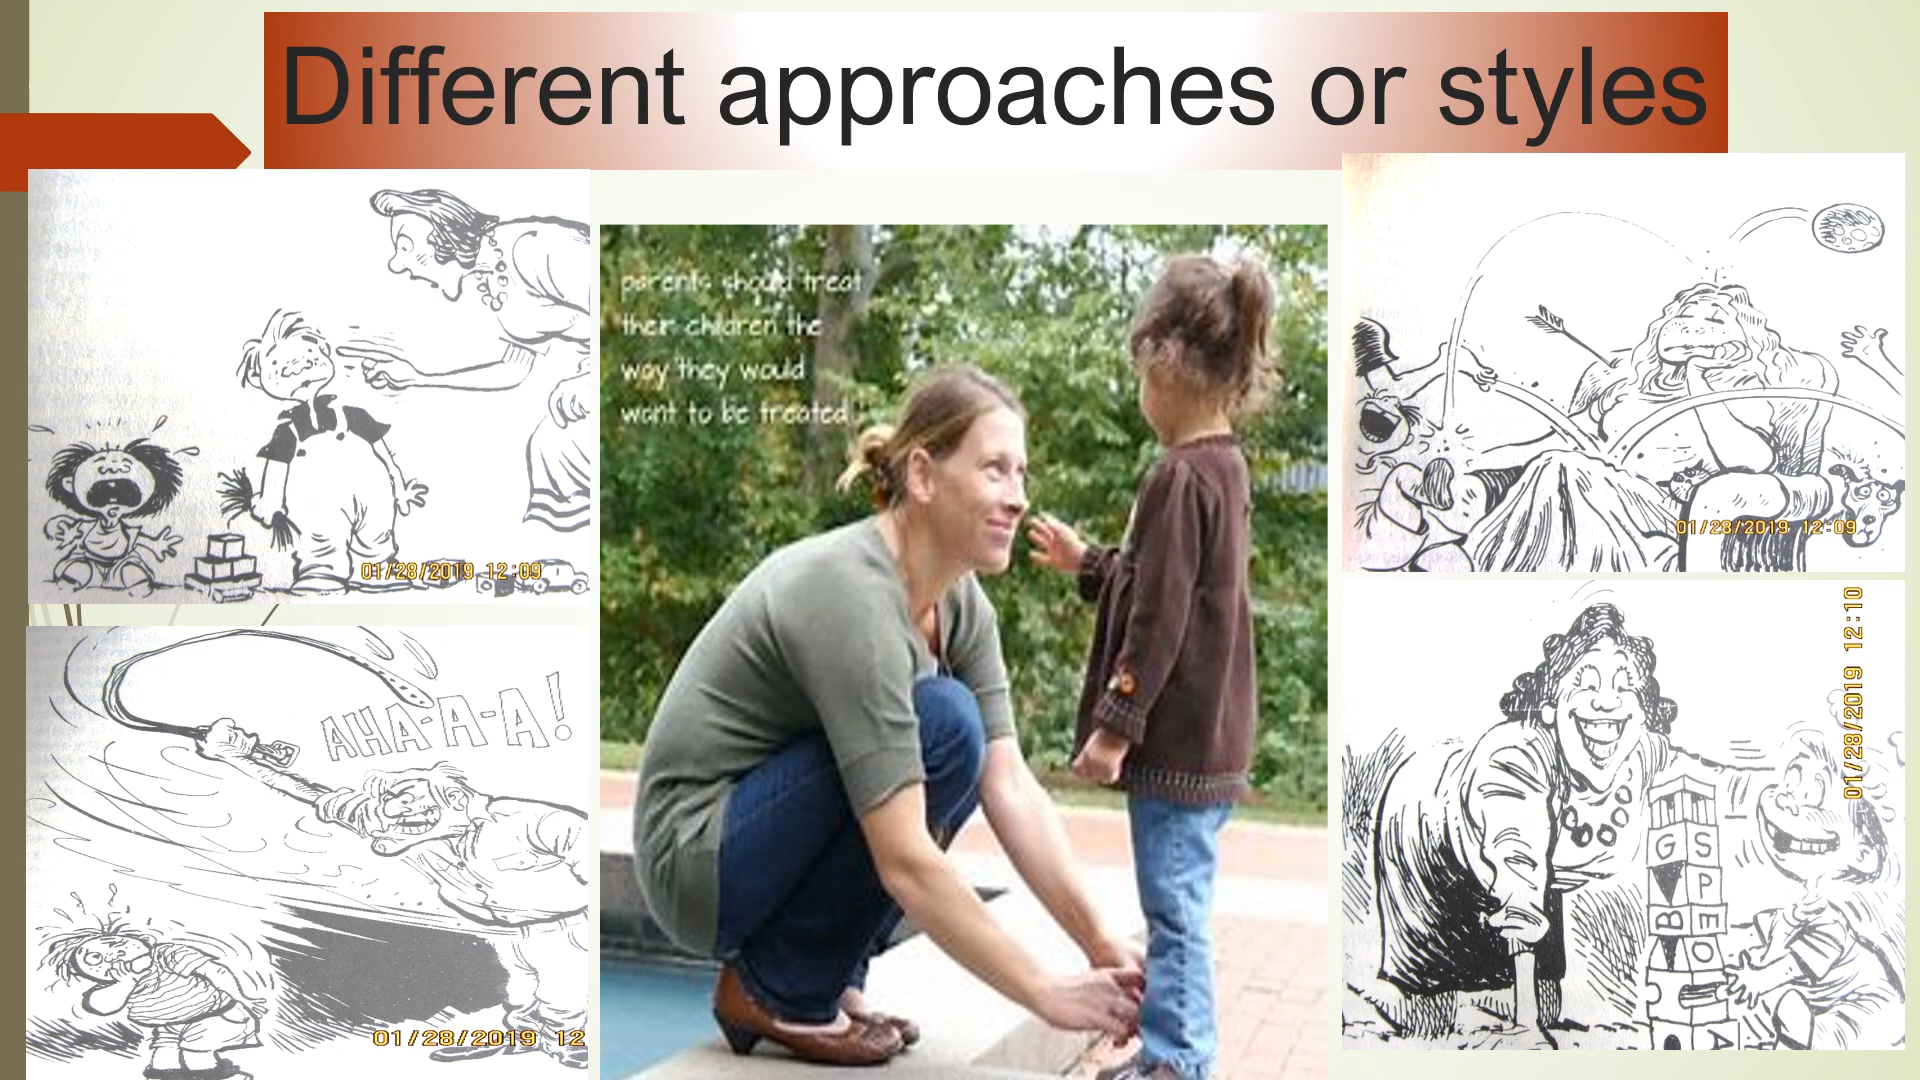 Different approaches or styles
01/28/2019 12:09
parents should treat
their children the
way they would
want to be treated
01/28/2019 12:09
AHA-A-A!
01/28/2019 12
01/28/2019 12:10
G S
P
B E
O
A